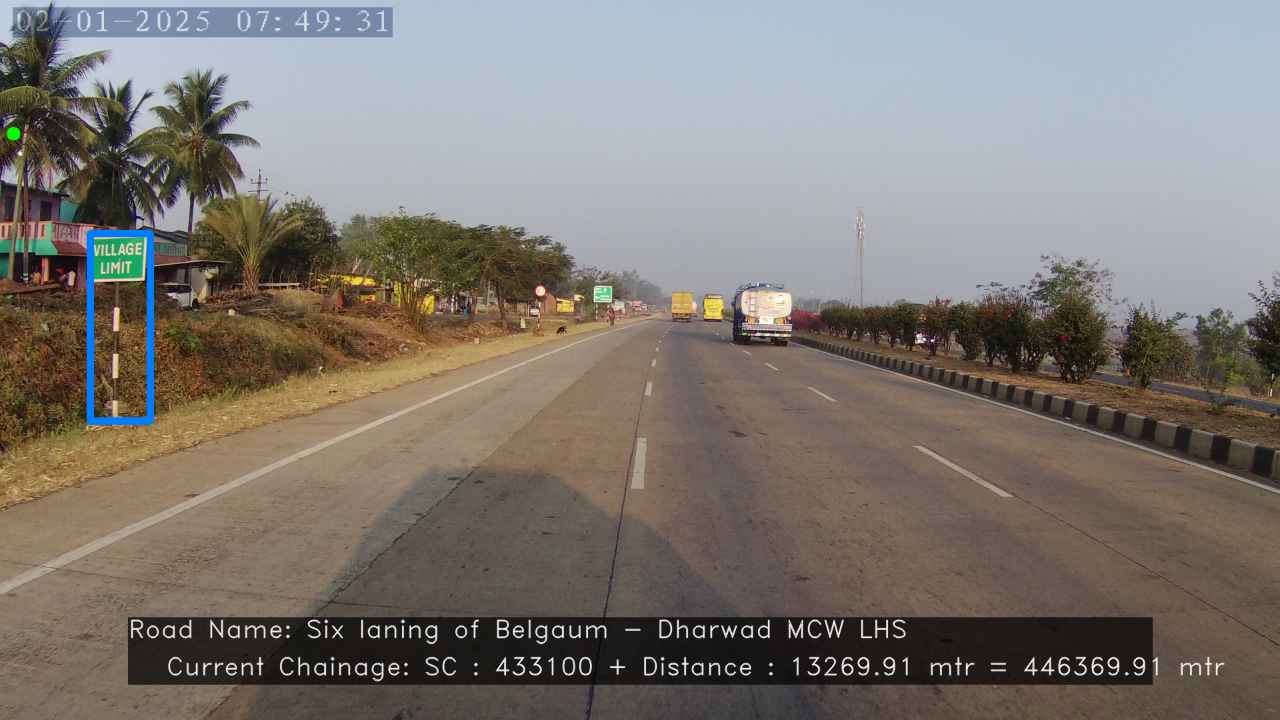 02-01-2025 07:49:31
VILLAGE
LIMIT
Road Name: Six laning of Belgaum - Dharwad MCW LHS
Current Chainage: SC : 433100 + Distance : 13269.91 mtr = 446369.91 mtr